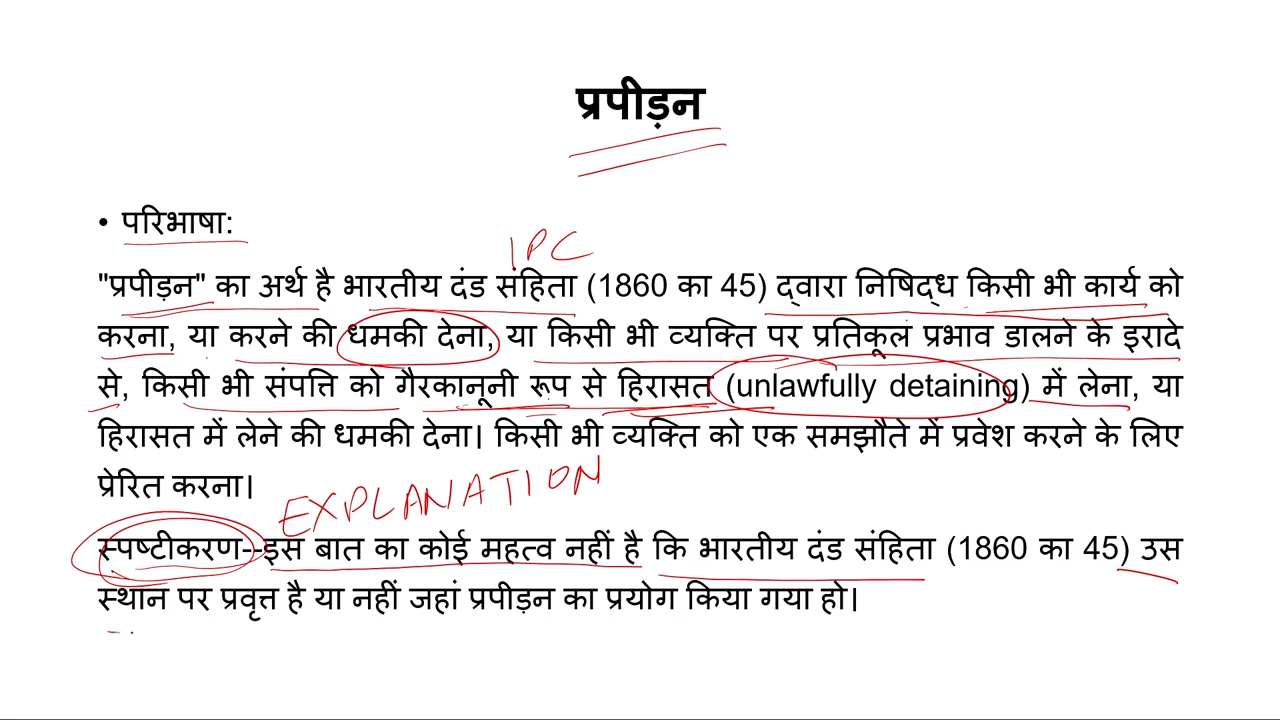 प्रपीड़न
• परिभाषा:
IPC
"प्रपीड़न" का अर्थ है भारतीय दंड संहिता (1860 का 45) द्वारा निषिद्ध किसी भी कार्य को
करना, या करने की धमकी देना, या किसी भी व्यक्ति पर प्रतिकूल प्रभाव डालने के इरादे
से, किसी भी संपत्ति को गैरकानूनी रूप से हिरासत (unlawfully detaining) में लेना, या
हिरासत में लेने की धमकी देना। किसी भी व्यक्ति को एक समझौते में प्रवेश करने के लिए
प्रेरित करना।
EXPLANATION
स्पष्टीकरण--इस बात का कोई महत्व नहीं है कि भारतीय दंड संहिता (1860 का 45) उस
स्थान पर प्रवृत्त है या नहीं जहां प्रपीड़न का प्रयोग किया गया हो।